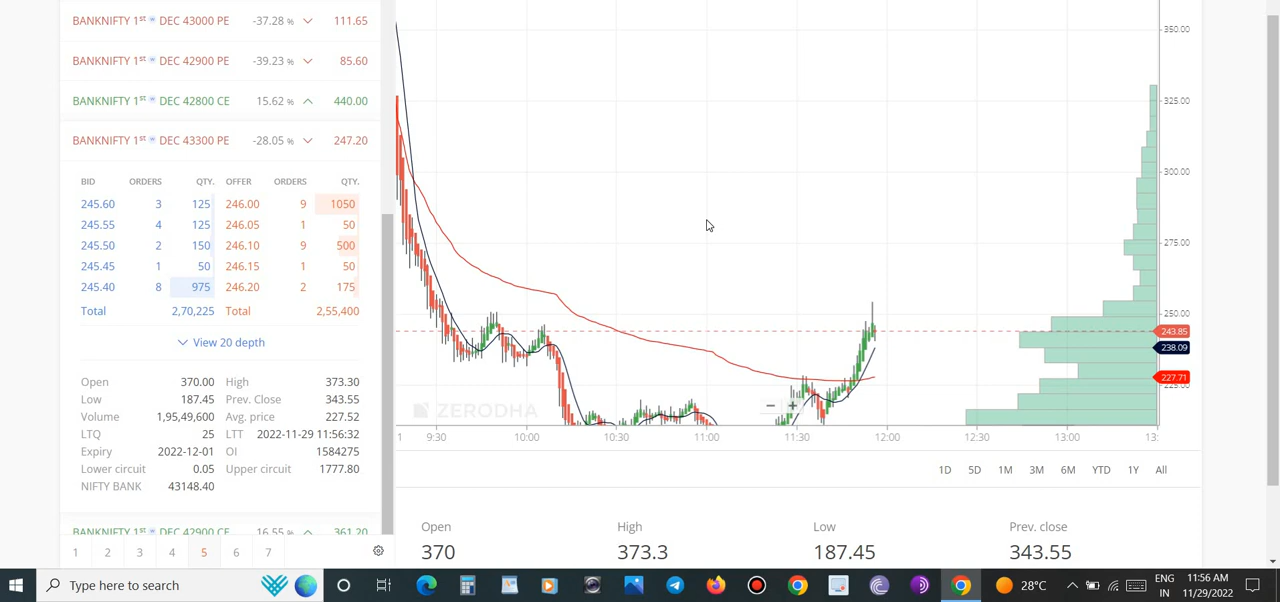 BANKNIFTY 1st w DEC 43000 PE -37.28 % 111.65
BANKNIFTY 1st w DEC 42900 PE -39.23 % 85.60
BANKNIFTY 1st w DEC 42800 CE 15.62 % 440.00
BANKNIFTY 1st w DEC 43300 PE -28.05 % 247.20
BID ORDERS QTY. OFFER ORDERS QTY.
245.60 3 125 246.00 9 1050
245.55 4 125 246.05 1 50
245.50 2 150 246.10 9 500
245.45 1 50 246.15 1 50
245.40 8 975 246.20 2 175
Total 2,70,225 Total 2,55,400
View 20 depth
Open 370.00 High 373.30
Low 187.45 Prev. Close 343.55
Volume 1,95,49,600 Avg. price 227.52
LTQ 25 LTT 2022-11-29 11:56:32
Expiry 2022-12-01 OI 1584275
Lower circuit 0.05 Upper circuit 1777.80
NIFTY BANK 43148.40
BANKNIFTY 1st w DEC 42900 CE 16.55 % 361.20
1 2 3 4 5 6 7
350.00
325.00
300.00
275.00
250.00
243.85
238.09
227.71
225.00
ZERODHA
− +
1 9:30 10:00 10:30 11:00 11:30 12:00 12:30 13:00 13:
1D 5D 1M 3M 6M YTD 1Y All
Open High Low Prev. close
370 373.3 187.45 343.55
Type here to search
28°C
ENG
IN
11:56 AM
11/29/2022